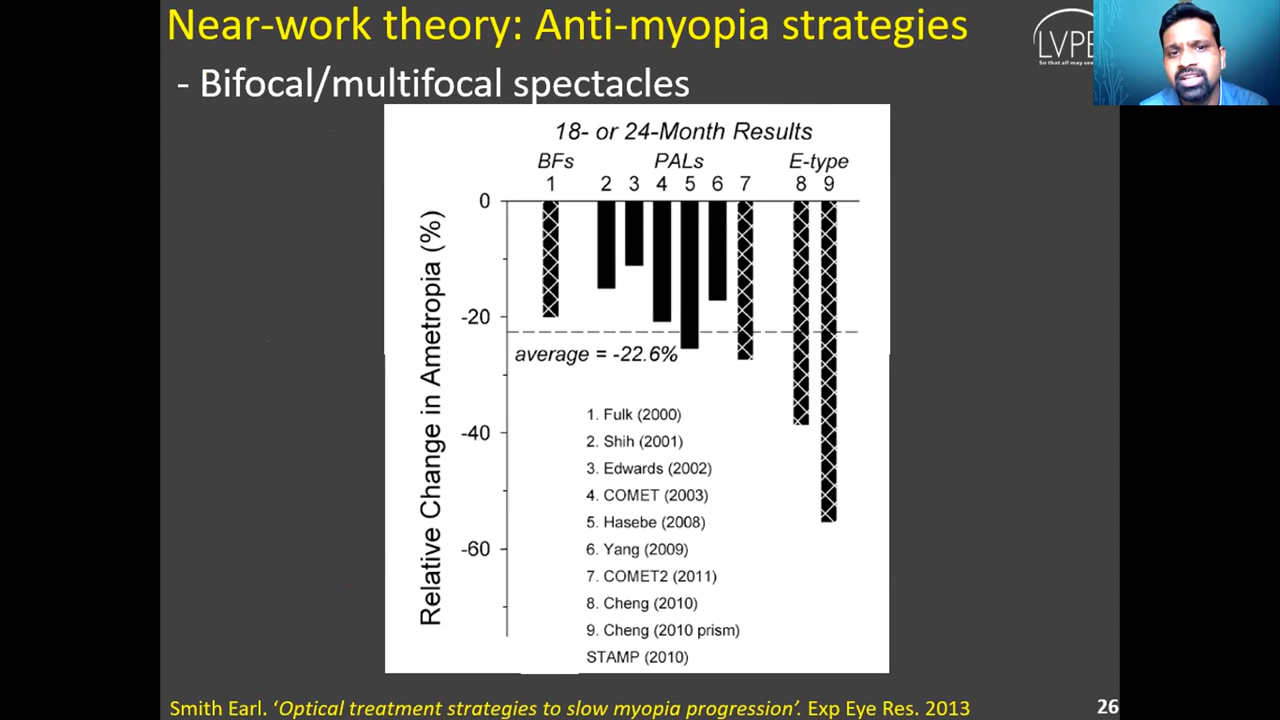 Near-work theory: Anti-myopia strategies
LVPE
So that all may see
- Bifocal/multifocal spectacles
18- or 24-Month Results
BFs PALs E-type
1 2 3 4 5 6 7 8 9
0
-20
average = -22.6%
-40
-60
Relative Change in Ametropia (%)
1. Fulk (2000)
2. Shih (2001)
3. Edwards (2002)
4. COMET (2003)
5. Hasebe (2008)
6. Yang (2009)
7. COMET2 (2011)
8. Cheng (2010)
9. Cheng (2010 prism)
STAMP (2010)
Smith Earl. ‘Optical treatment strategies to slow myopia progression’. Exp Eye Res. 2013
26